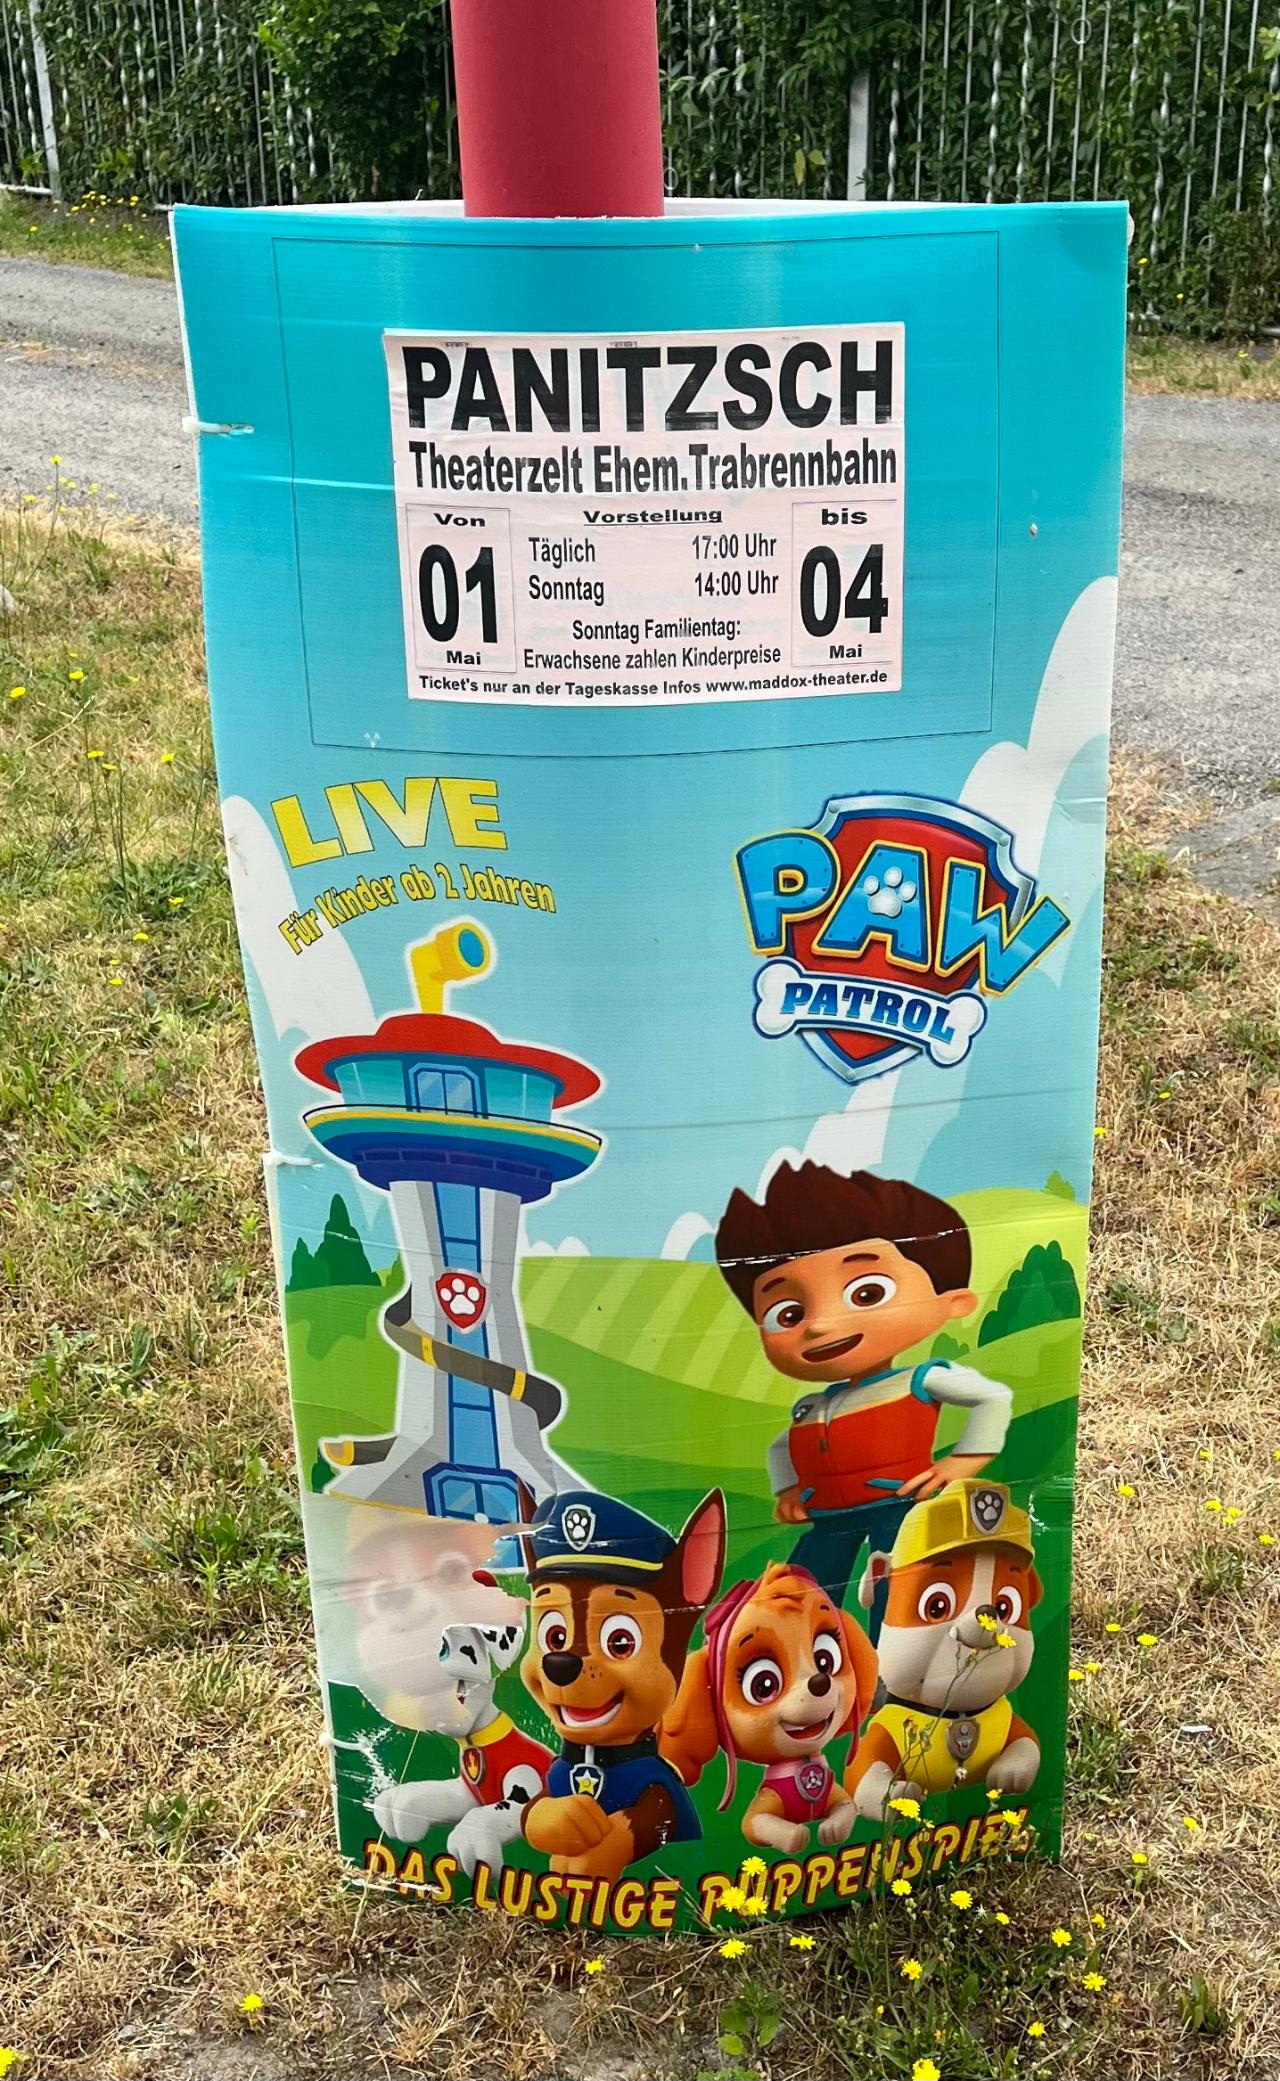 PANITZSCH
Theaterzelt Ehem.Trabrennbahn
Von
01
Mai
Vorstellung
Täglich 17:00 Uhr
Sonntag 14:00 Uhr
Sonntag Familientag:
Erwachsene zahlen Kinderpreise
bis
04
Mai
Ticket's nur an der Tageskasse Infos www.maddox-theater.de
LIVE
Für Kinder ab 2 Jahren
PAW
PATROL
DAS LUSTIGE PUPPENSPIEL